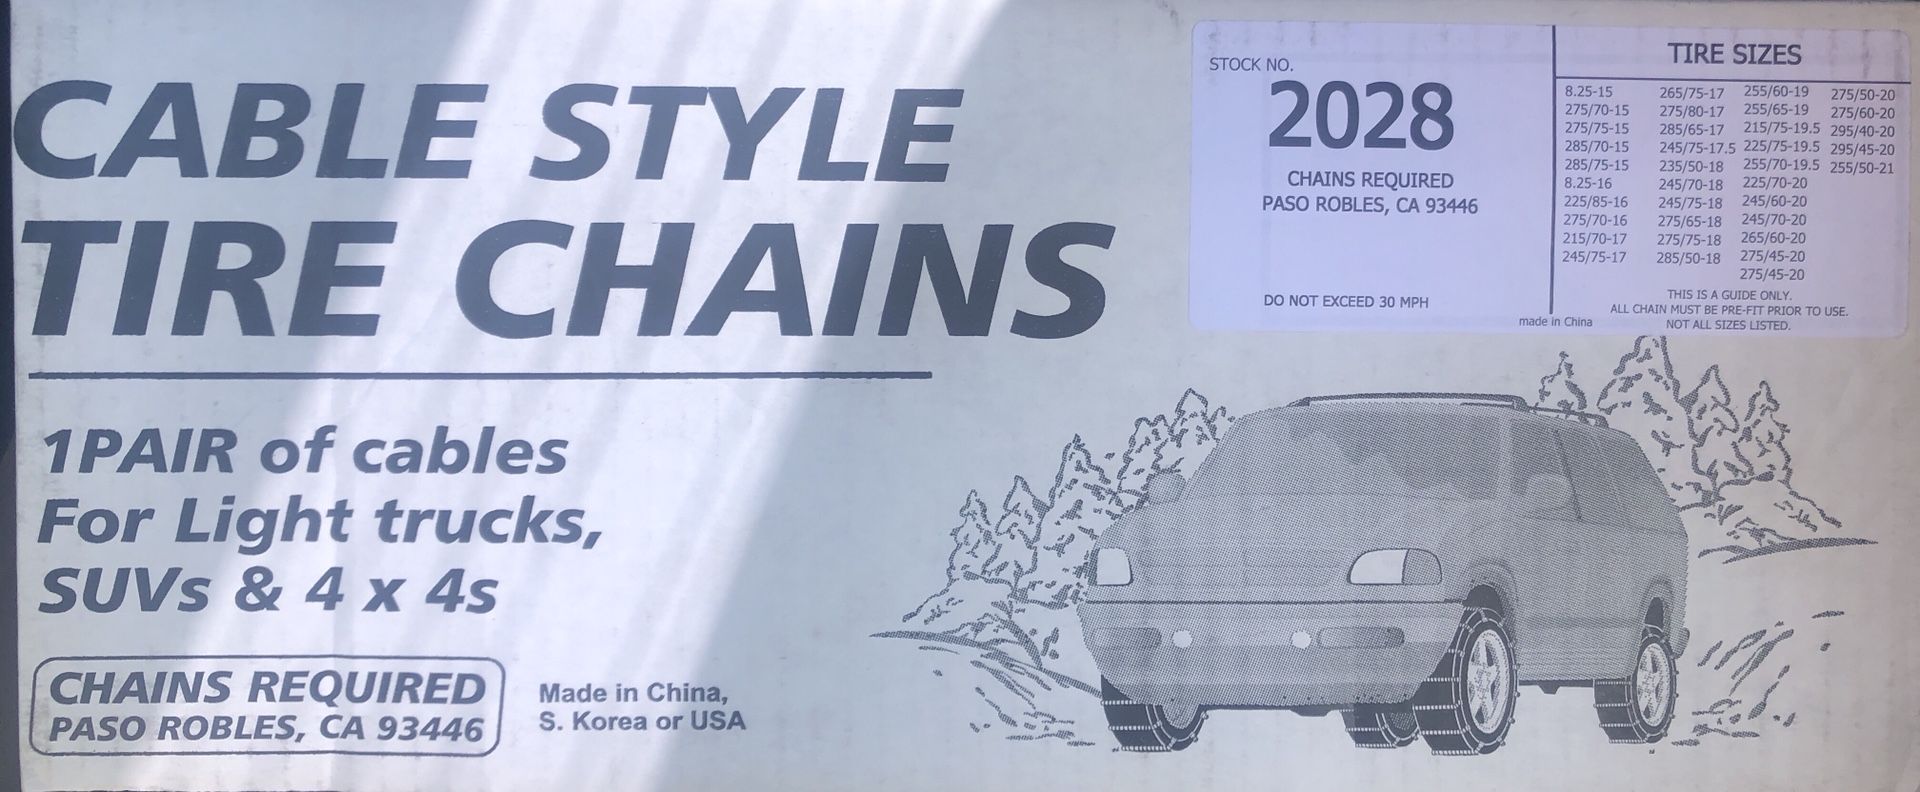 CABLE STYLE
TIRE CHAINS
1PAIR of cables
For Light trucks,
SUVs & 4 x 4s
CHAINS REQUIRED
PASO ROBLES, CA 93446
Made in China,
S. Korea or USA
STOCK NO.
2028
CHAINS REQUIRED
PASO ROBLES, CA 93446
DO NOT EXCEED 30 MPH
made in China
TIRE SIZES
8.25-15
275/70-15
275/75-15
285/70-15
285/75-15
8.25-16
225/85-16
275/70-16
215/70-17
245/75-17
265/75-17
275/80-17
285/65-17
245/75-17.5
235/50-18
245/70-18
245/75-18
275/65-18
275/75-18
285/50-18
255/60-19
255/65-19
215/75-19.5
225/75-19.5
255/70-19.5
225/70-20
245/60-20
245/70-20
265/60-20
275/45-20
275/45-20
275/50-20
275/60-20
295/40-20
295/45-20
255/50-21
THIS IS A GUIDE ONLY.
ALL CHAIN MUST BE PRE-FIT PRIOR TO USE.
NOT ALL SIZES LISTED.